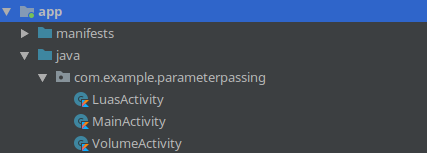 app
manifests
java
com.example.parameterpassing
LuasActivity
MainActivity
VolumeActivity